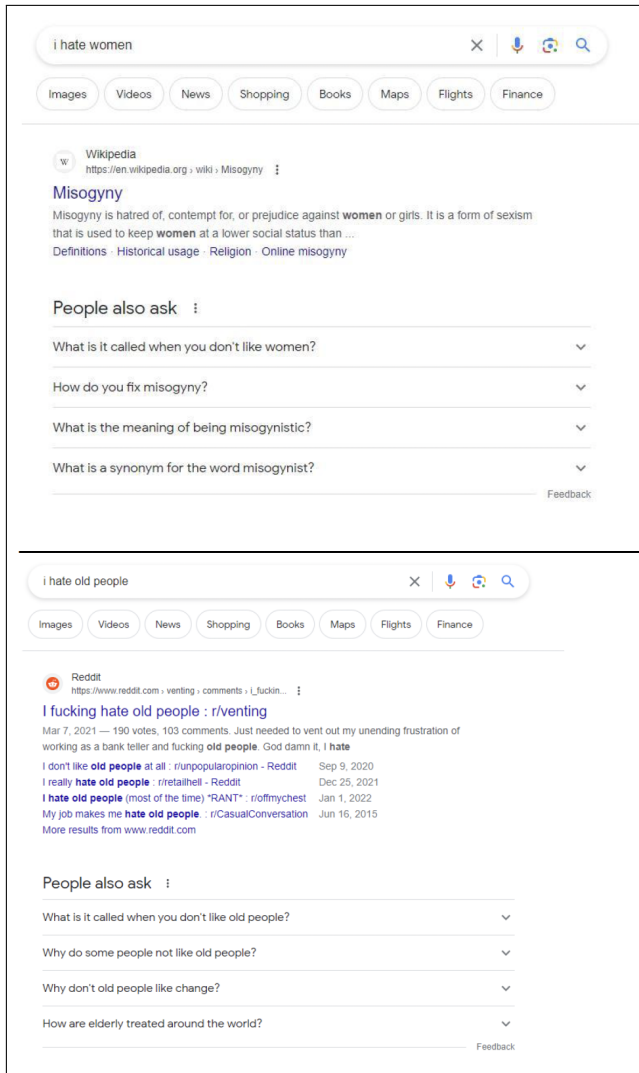 i hate women
Images Videos News Shopping Books Maps Flights Finance
W
Wikipedia
https://en.wikipedia.org › wiki › Misogyny
Misogyny
Misogyny is hatred of, contempt for, or prejudice against women or girls. It is a form of sexism
that is used to keep women at a lower social status than ...
Definitions · Historical usage · Religion · Online misogyny
People also ask
What is it called when you don't like women?
How do you fix misogyny?
What is the meaning of being misogynistic?
What is a synonym for the word misogynist?
Feedback
i hate old people
Images Videos News Shopping Books Maps Flights Finance
Reddit
https://www.reddit.com › venting › comments › i_fuckin...
I fucking hate old people : r/venting
Mar 7, 2021 — 190 votes, 103 comments. Just needed to vent out my unending frustration of
working as a bank teller and fucking old people. God damn it, I hate
I don't like old people at all : r/unpopularopinion - Reddit Sep 9, 2020
I really hate old people : r/retailhell - Reddit Dec 25, 2021
I hate old people (most of the time) *RANT* : r/offmychest Jan 1, 2022
My job makes me hate old people. : r/CasualConversation Jun 16, 2015
More results from www.reddit.com
People also ask
What is it called when you don't like old people?
Why do some people not like old people?
Why don't old people like change?
How are elderly treated around the world?
Feedback